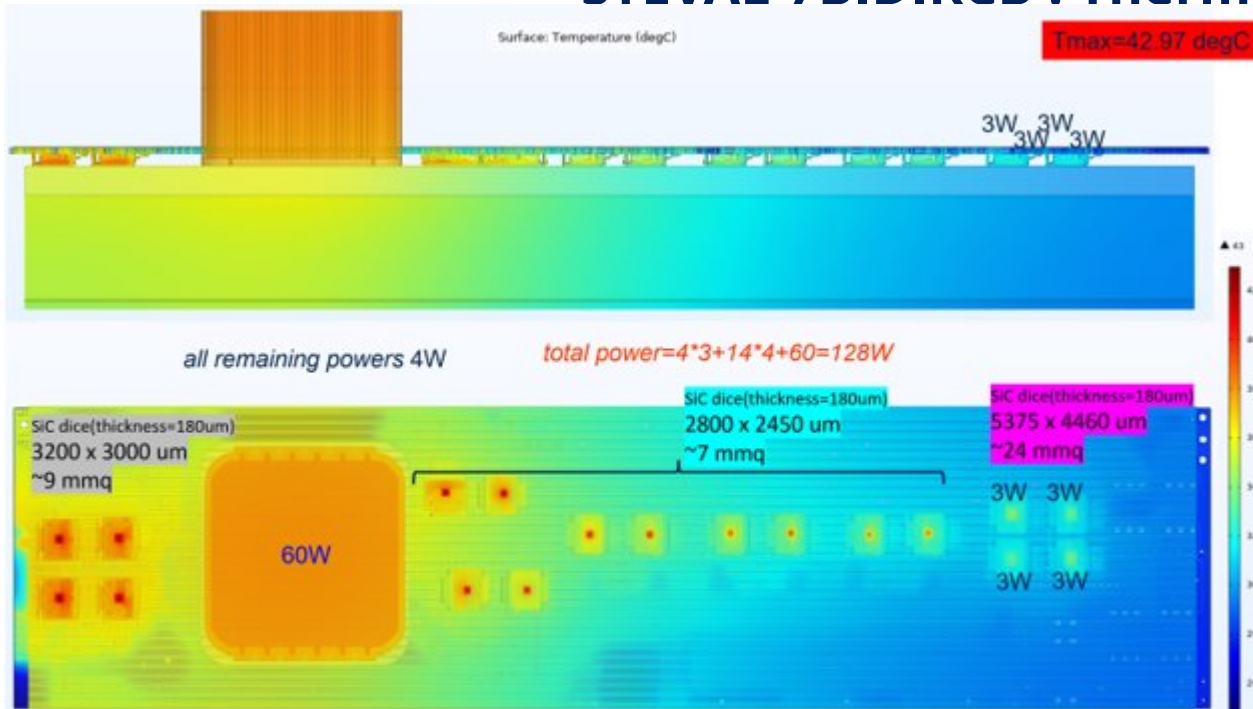 Surface: Temperature (degC)
Tmax=42.97 degC
3W 3W
3W 3W
43
all remaining powers 4W
total power=4*3+14*4+60=128W
SiC dice(thickness=180um)
3200 x 3000 um
~9 mmq
SiC dice(thickness=180um)
2800 x 2450 um
~7 mmq
SiC dice(thickness=180um)
5375 x 4460 um
~24 mmq
60W
3W 3W
3W 3W